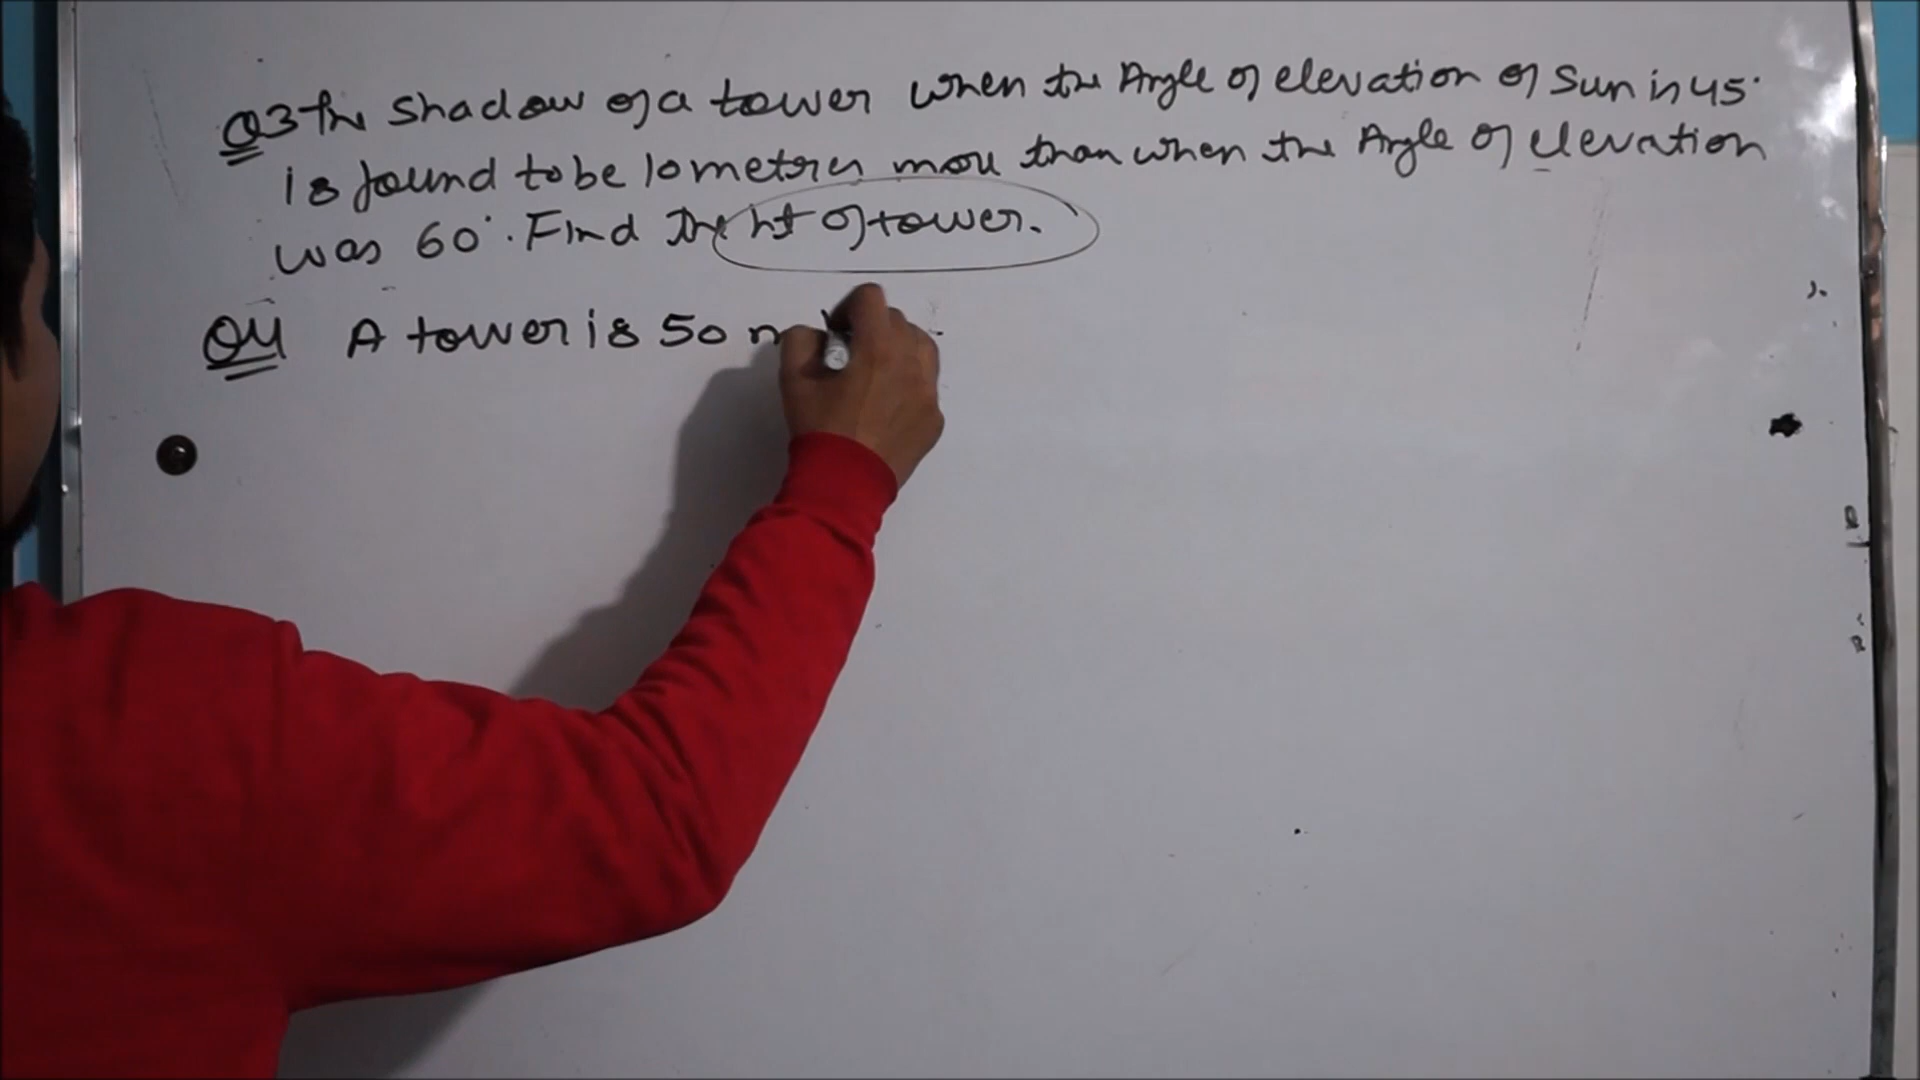 Q3 The Shadow of a tower when the Angle of elevation of Sun is 45°
is found to be 10 metres more than when the Angle of elevation
was 60°. Find the ht of tower.
Q4 A tower is 50 m